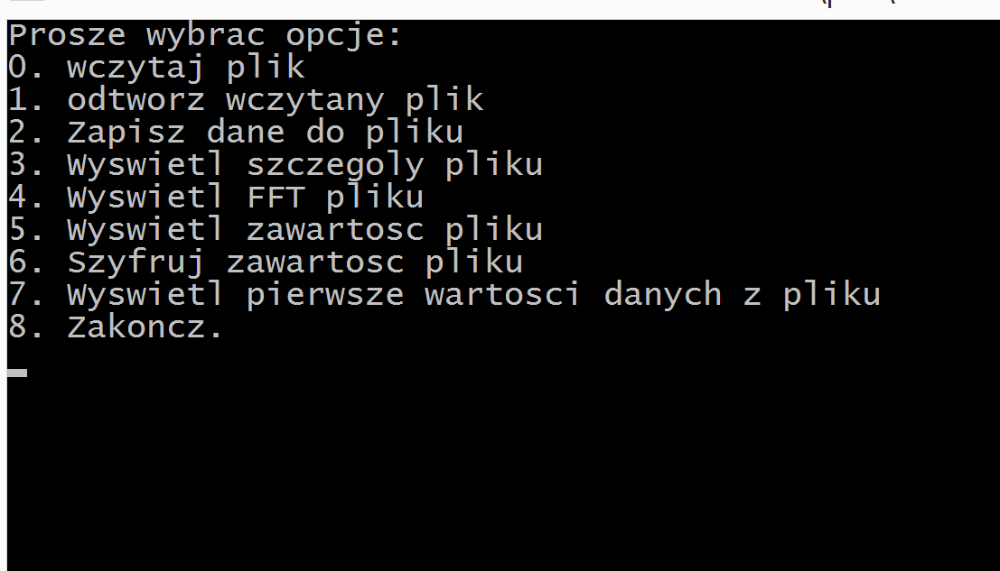 Prosze wybrac opcje:
0. wczytaj plik
1. odtworz wczytany plik
2. Zapisz dane do pliku
3. Wyswietl szczegoly pliku
4. Wyswietl FFT pliku
5. Wyswietl zawartosc pliku
6. Szyfruj zawartosc pliku
7. Wyswietl pierwsze wartosci danych z pliku
8. Zakoncz.